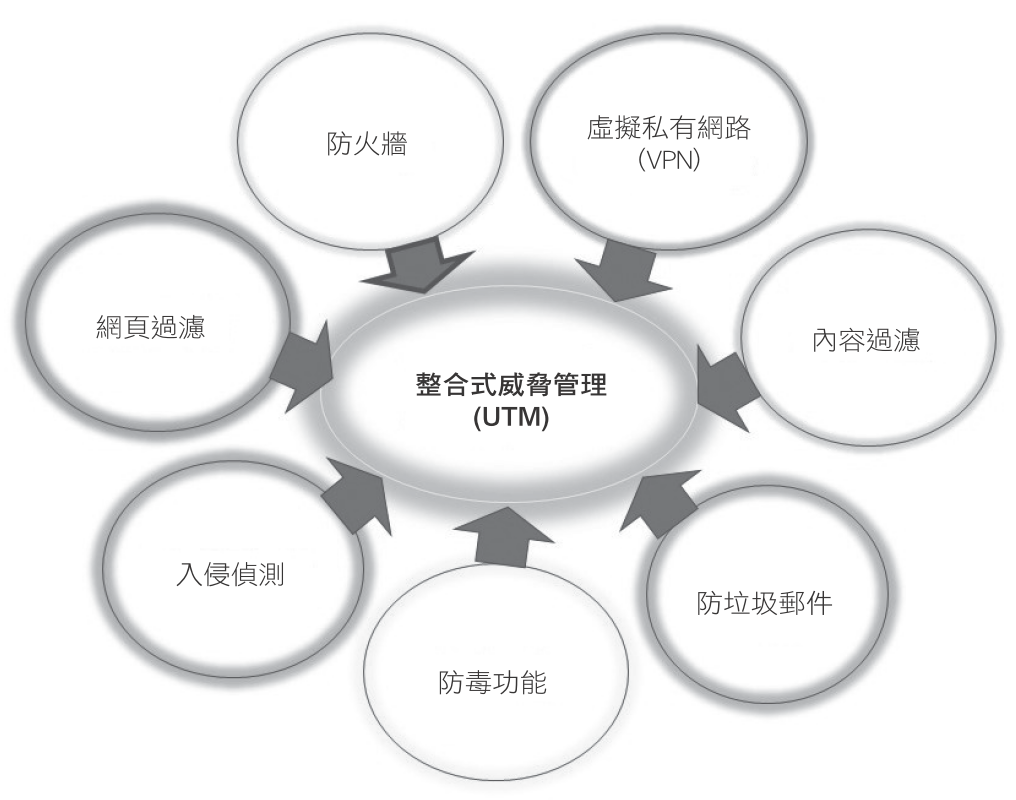 防火牆
虛擬私有網路
(VPN)
網頁過濾
內容過濾
整合式威脅管理
(UTM)
入侵偵測
防垃圾郵件
防毒功能